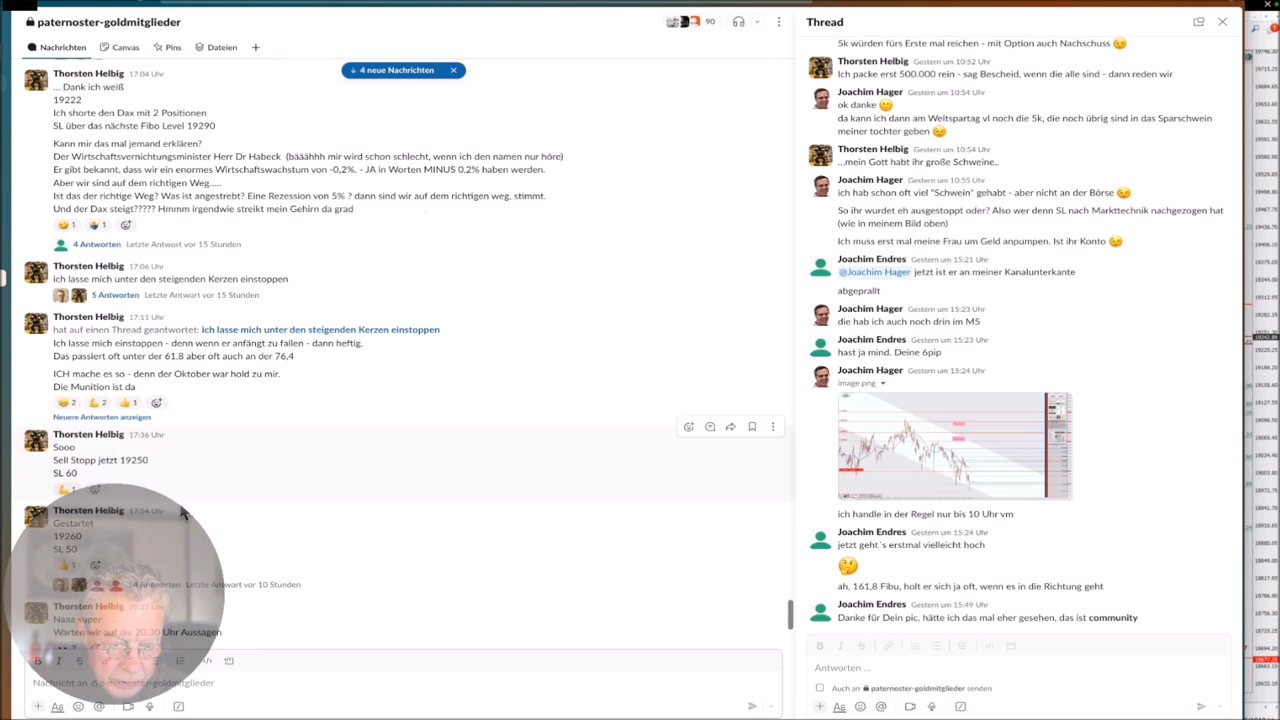 paternoster-goldmitglieder
90
Nachrichten
Canvas
Pins
Dateien
4 neue Nachrichten
Thorsten Helbig 17:04 Uhr
... Dank ich weiß
19222
Ich shorte den Dax mit 2 Positionen
SL über das nächste Fibo Level 19290
Kann mir das mal jemand erklären?
Der Wirtschaftsvernichtungsminister Herr Dr Habeck (bääähhh mir wird schon schlecht, wenn ich den namen nur höre)
Er gibt bekannt, dass wir ein enormes Wirtschaftswachstum von -0,2%. - JA in Worten MINUS 0,2% haben werden.
Aber wir sind auf dem richtigen Weg.....
Ist das der richtige Weg? Was ist angestrebt? Eine Rezession von 5% ? dann sind wir auf dem richtigen weg, stimmt.
Und der Dax steigt????? Hmmm irgendwie streikt mein Gehirn da grad
1 1
4 Antworten Letzte Antwort vor 15 Stunden
Thorsten Helbig 17:06 Uhr
ich lasse mich unter den steigenden Kerzen einstoppen
5 Antworten Letzte Antwort vor 15 Stunden
Thorsten Helbig 17:11 Uhr
hat auf einen Thread geantwortet: ich lasse mich unter den steigenden Kerzen einstoppen
Ich lasse mich einstoppen - denn wenn er anfängt zu fallen - dann heftig.
Das passiert oft unter der 61,8 aber oft auch an der 76,4
ICH mache es so - denn der Oktober war hold zu mir.
Die Munition ist da
2 2 1
Neuere Antworten anzeigen
Thorsten Helbig 17:36 Uhr
Sooo
Sell Stopp jetzt 19250
SL 60
1
Thorsten Helbig 17:54 Uhr
Gestartet
19260
SL 50
1
14 Antworten Letzte Antwort vor 10 Stunden
Thorsten Helbig
Naaa super
Warten wir auf die 20.30 Uhr Aussagen
Nachricht an paternoster-goldmitglieder
Thread
5k würden fürs Erste mal reichen - mit Option auch Nachschuss
Thorsten Helbig Gestern um 10:52 Uhr
Ich packe erst 500.000 rein - sag Bescheid, wenn die alle sind - dann reden wir
Joachim Hager Gestern um 10:54 Uhr
ok danke
da kann ich dann am Weltspartag vl noch die 5k, die noch übrig sind in das Sparschwein
meiner tochter geben
Thorsten Helbig Gestern um 10:54 Uhr
...mein Gott habt ihr große Schweine..
Joachim Hager Gestern um 10:55 Uhr
ich hab schon oft viel "Schwein" gehabt - aber nicht an der Börse
So ihr wurdet eh ausgestoppt oder? Also wer denn SL nach Markttechnik nachgezogen hat
(wie in meinem Bild oben)
Ich muss erst mal meine Frau um Geld anpumpen. Ist ihr Konto
Joachim Endres Gestern um 15:21 Uhr
@Joachim Hager jetzt ist er an meiner Kanalunterkante
abgeprallt
Joachim Hager Gestern um 15:23 Uhr
die hab ich auch noch drin im M5
Joachim Endres Gestern um 15:23 Uhr
hast ja mind. Deine 6pip
Joachim Hager Gestern um 15:24 Uhr
image.png
ich handle in der Regel nur bis 10 Uhr vm
Joachim Endres Gestern um 15:24 Uhr
jetzt geht´s erstmal vielleicht hoch
ah, 161,8 Fibu, holt er sich ja oft, wenn es in die Richtung geht
Joachim Endres Gestern um 15:49 Uhr
Danke für Dein pic, hätte ich das mal eher gesehen, das ist community
Antworten ...
Auch an paternoster-goldmitglieder senden